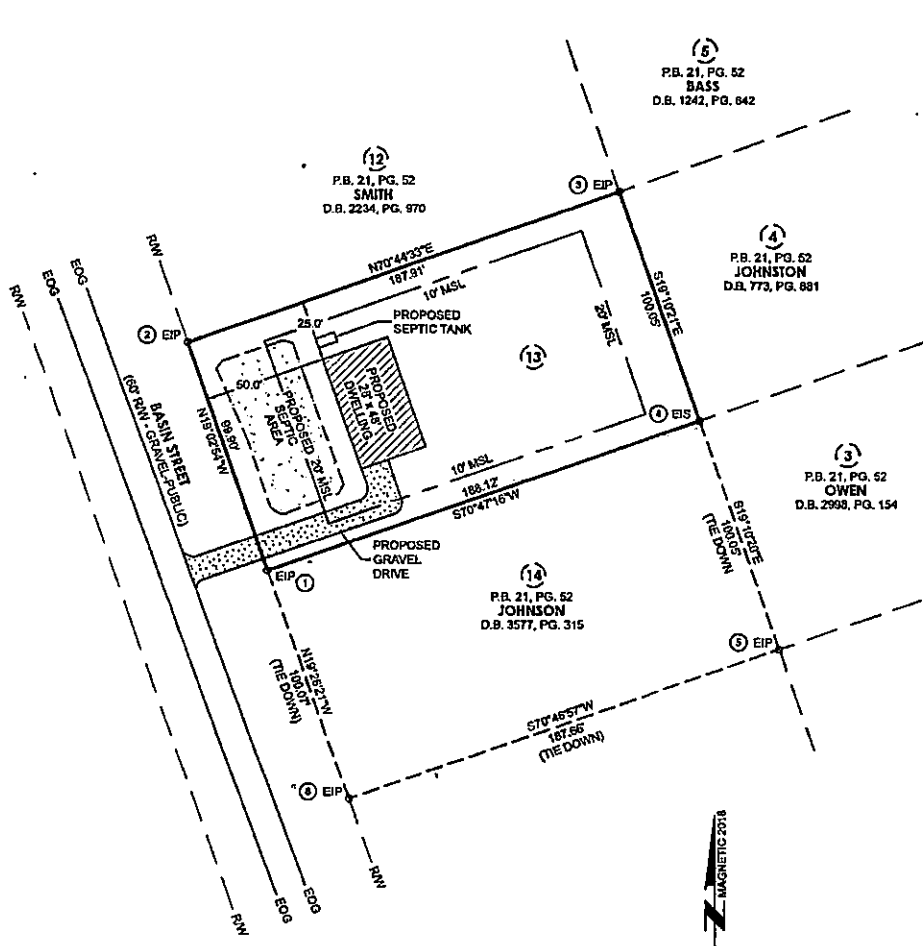 5
P.B. 21, PG. 52
BASS
D.B. 1242, PG. 642
12
P.B. 21, PG. 52
SMITH
D.B. 2234, PG. 970
3 EIP
4
P.B. 21, PG. 52
JOHNSTON
D.B. 773, PG. 881
R/W
EOG
EOG
R/W
N70°44'33"E
187.91'
10' MSL
S19°10'21"E
100.05'
20' MSL
2 EIP
25.0'
PROPOSED
SEPTIC TANK
13
50.0'
PROPOSED
SEPTIC
AREA
PROPOSED
28' x 48'
DWELLING
20' MSL
N19°02'54"W
99.90'
BASIN STREET
(60' R/W - GRAVEL-PUBLIC)
4 EIS
10' MSL
188.12'
S70°47'16"W
3
P.B. 21, PG. 52
OWEN
D.B. 2998, PG. 154
PROPOSED
GRAVEL
DRIVE
EIP 1
14
P.B. 21, PG. 52
JOHNSON
D.B. 3577, PG. 315
S19°10'20"E
100.05'
(TIE DOWN)
5 EIP
N19°26'21"W
100.07'
(TIE DOWN)
S70°46'57"W
187.66'
(TIE DOWN)
EIP
R/W
EOG
EOG
R/W
MAGNETIC 2018